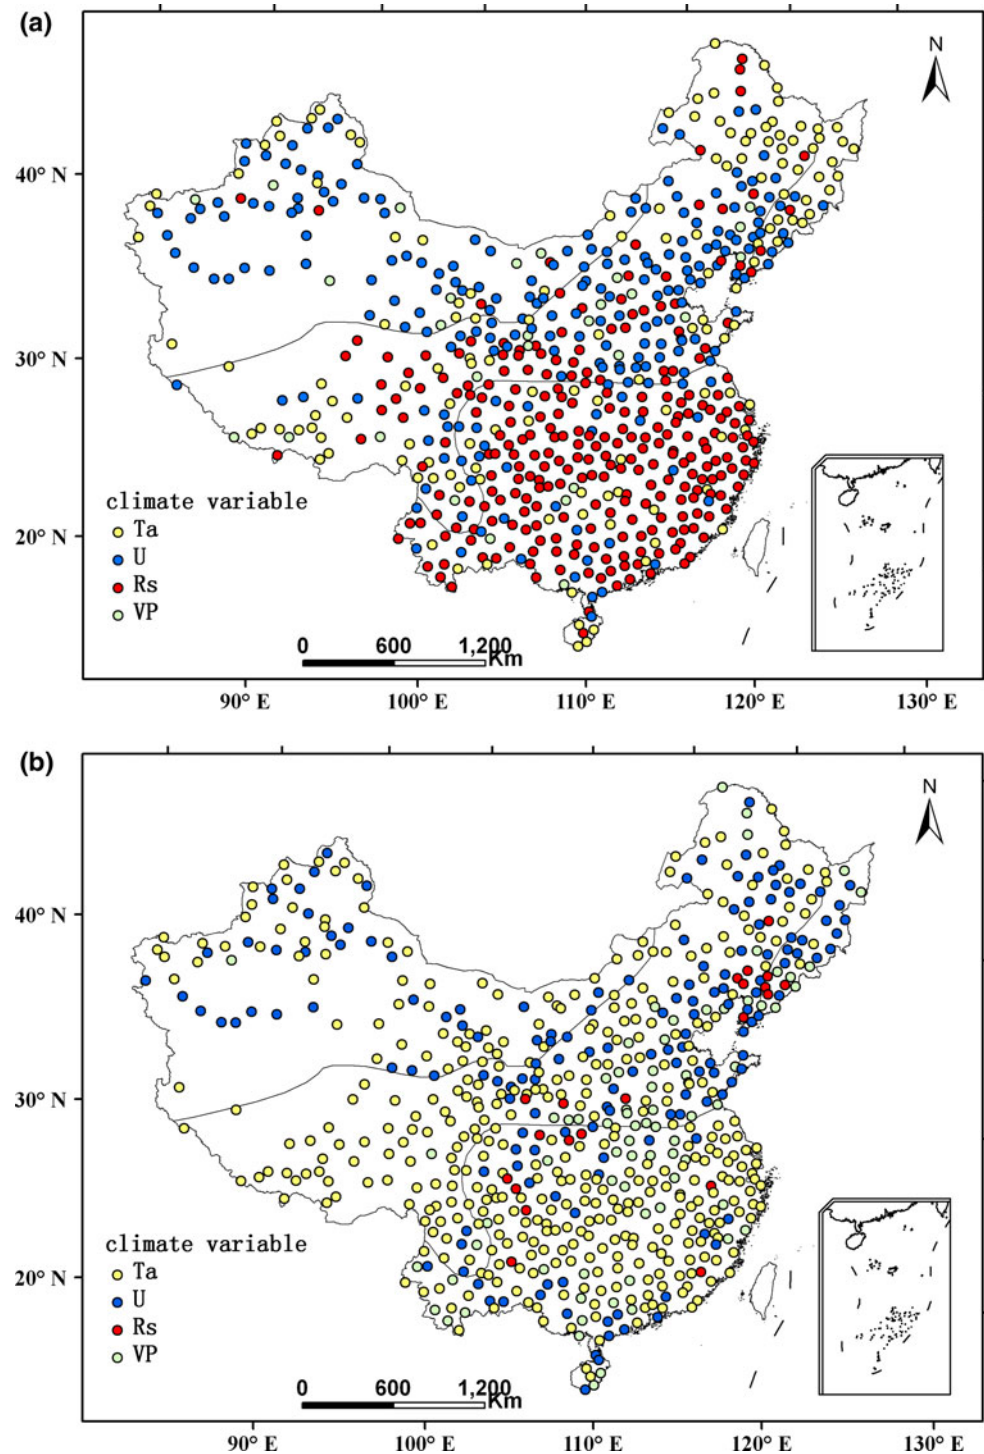 (a)
N
40° N
30° N
20° N
climate variable
Ta
U
Rs
VP
0 600 1,200
Km
90° E 100° E 110° E 120° E 130° E
(b)
N
40° N
30° N
20° N
climate variable
Ta
U
Rs
VP
0 600 1,200
Km
90° E 100° E 110° E 120° E 130° E